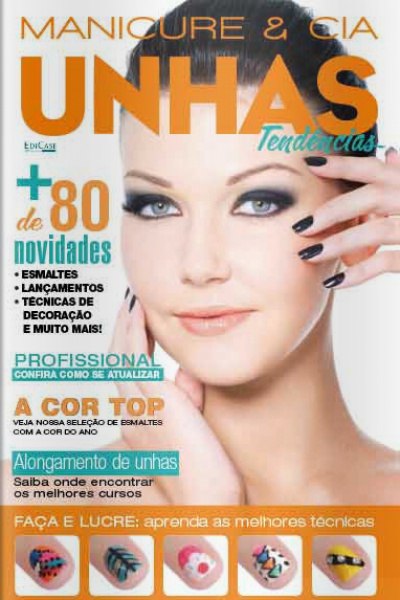 MANICURE & CIA
UNHAS
Tendências
EDICASE
+
de 80
novidades
• ESMALTES
• LANÇAMENTOS
• TÉCNICAS DE
DECORAÇÃO
E MUITO MAIS!
PROFISSIONAL
CONFIRA COMO SE ATUALIZAR
A COR TOP
VEJA NOSSA SELEÇÃO DE ESMALTES
COM A COR DO ANO
Alongamento de unhas
Saiba onde encontrar
os melhores cursos
FAÇA E LUCRE: aprenda as melhores técnicas